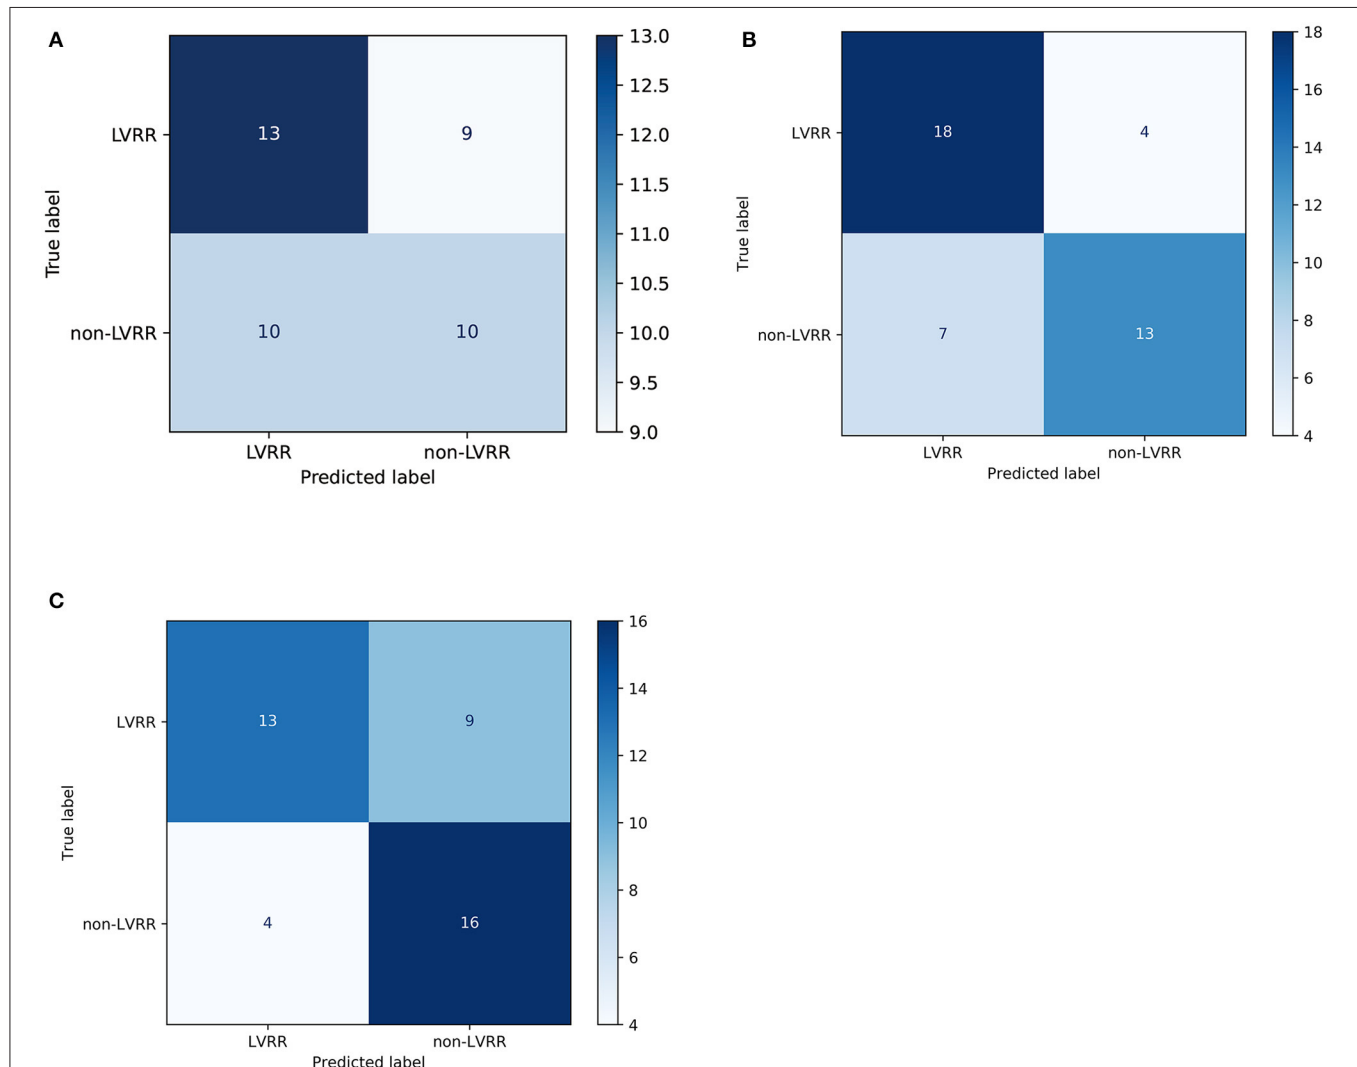 A
LVRR
non-LVRR
True label
13
9
10
10
LVRR
non-LVRR
Predicted label
13.0
12.5
12.0
11.5
11.0
10.5
10.0
9.5
9.0
B
LVRR
non-LVRR
True label
18
4
7
13
LVRR
non-LVRR
Predicted label
18
16
14
12
10
8
6
4
C
LVRR
non-LVRR
True label
13
9
4
16
LVRR
non-LVRR
Predicted label
16
14
12
10
8
6
4